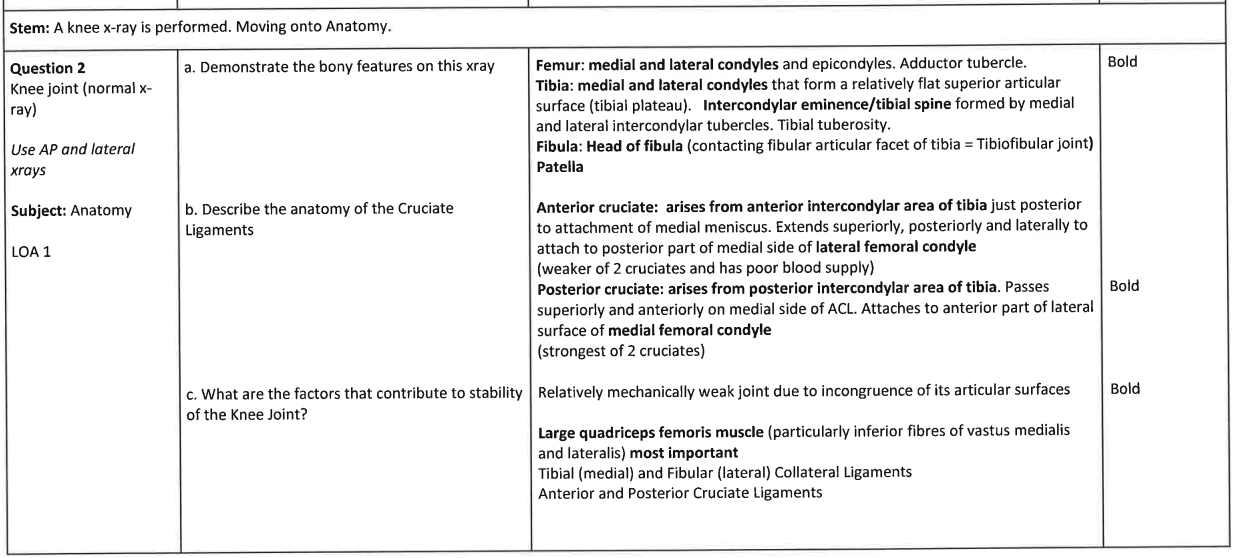 Stem: A knee x-ray is performed. Moving onto Anatomy.
Question 2
Knee joint (normal x-
ray)
Use AP and lateral
xrays
Subject: Anatomy
LOA 1
a. Demonstrate the bony features on this xray
Femur: medial and lateral condyles and epicondyles. Adductor tubercle.
Tibia: medial and lateral condyles that form a relatively flat superior articular
surface (tibial plateau). Intercondylar eminence/tibial spine formed by medial
and lateral intercondylar tubercles. Tibial tuberosity.
Fibula: Head of fibula (contacting fibular articular facet of tibia = Tibiofibular joint)
Patella
Bold
b. Describe the anatomy of the Cruciate
Ligaments
Anterior cruciate: arises from anterior intercondylar area of tibia just posterior
to attachment of medial meniscus. Extends superiorly, posteriorly and laterally to
attach to posterior part of medial side of lateral femoral condyle
(weaker of 2 cruciates and has poor blood supply)
Posterior cruciate: arises from posterior intercondylar area of tibia. Passes
superiorly and anteriorly on medial side of ACL. Attaches to anterior part of lateral
surface of medial femoral condyle
(strongest of 2 cruciates)
Bold
c. What are the factors that contribute to stability
of the Knee Joint?
Relatively mechanically weak joint due to incongruence of its articular surfaces
Large quadriceps femoris muscle (particularly inferior fibres of vastus medialis
and lateralis) most important
Tibial (medial) and Fibular (lateral) Collateral Ligaments
Anterior and Posterior Cruciate Ligaments
Bold